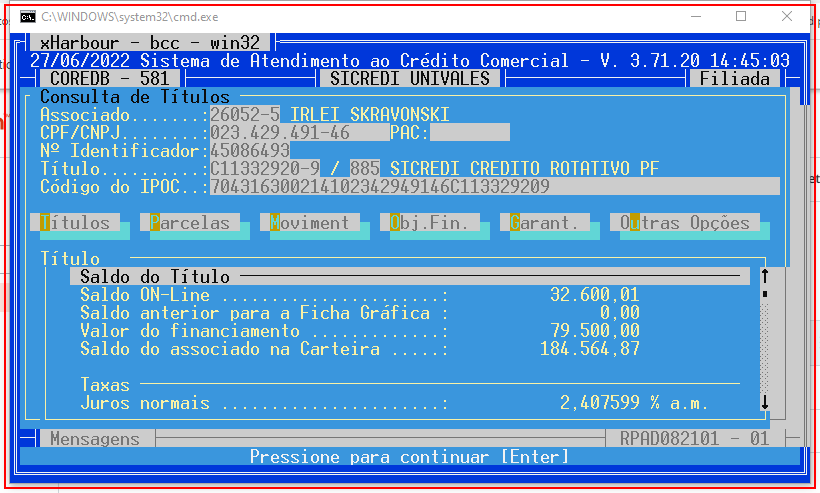 C:\WINDOWS\system32\cmd.exe
xHarbour - bcc - win32
27/06/2022 Sistema de Atendimento ao Crédito Comercial - V. 3.71.20 14:45:03
COREDB - 581 SICREDI UNIVALES Filiada
Consulta de Títulos
Associado.......:26052-5 IRLEI SKRAVONSKI
CPF/CNPJ........:023.429.491-46 PAC:
Nº Identificador:45086493
Título..........:C11332920-9 / 885 SICREDI CREDITO ROTATIVO PF
Código do IPOC..:70431630021410234294914​6C113329209
Títulos Parcelas Moviment Obj.Fin. Garant. Outras Opções
Título
Saldo do Título
Saldo ON-Line ......................: 32.600,01
Saldo anterior para a Ficha Gráfica : 0,00
Valor do financiamento .............: 79.500,00
Saldo do associado na Carteira .....: 184.564,87
Taxas
Juros normais ......................: 2,407599 % a.m.
Mensagens RPAD082101 - 01
Pressione para continuar [Enter]